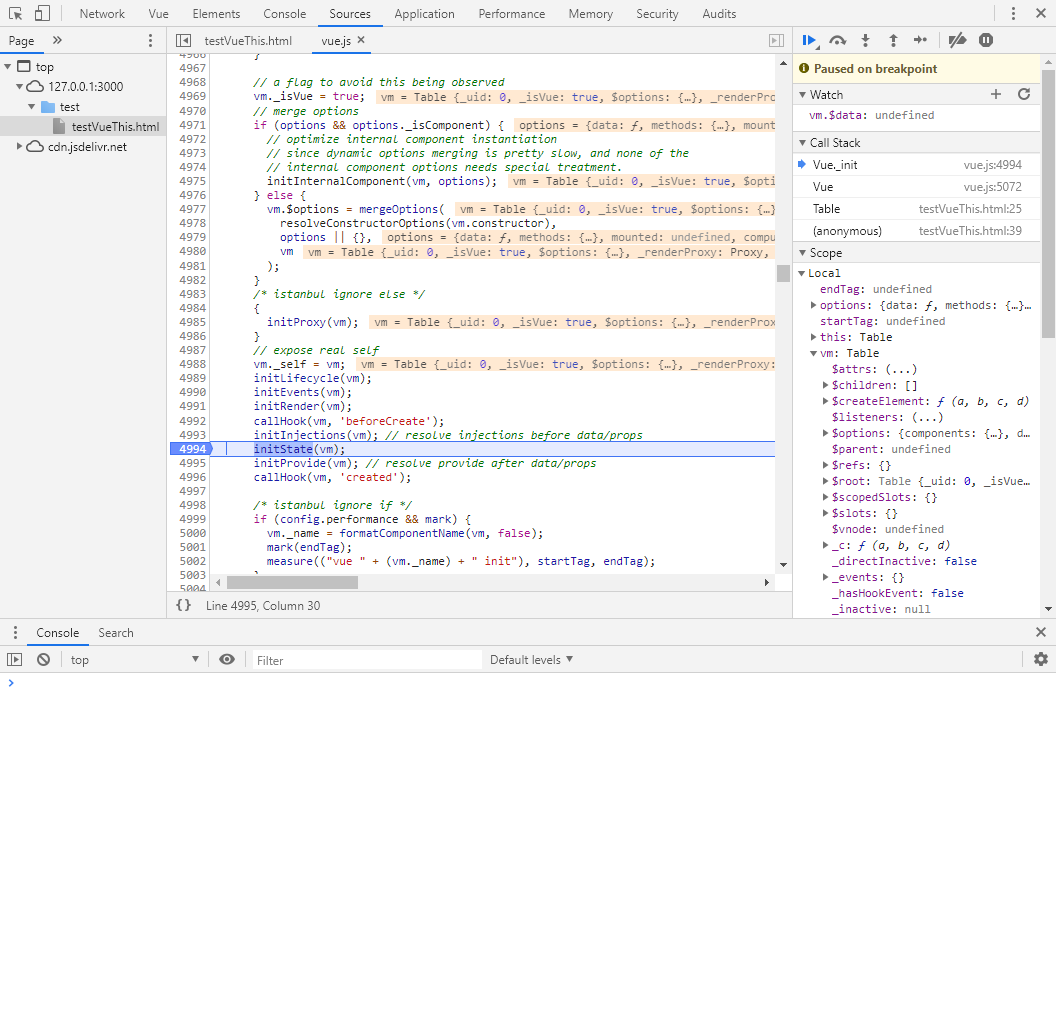 Network Vue Elements Console Sources Application Performance Memory Security Audits
Page
testVueThis.html vue.js
top
127.0.0.1:3000
test
testVueThis.html
cdn.jsdelivr.net
4966 }
4967
4968 // a flag to avoid this being observed
4969 vm._isVue = true; vm = Table {_uid: 0, _isVue: true, $options: {…}, _renderPro
4970 // merge options
4971 if (options && options._isComponent) { options = {data: ƒ, methods: {…}, mount
4972 // optimize internal component instantiation
4973 // since dynamic options merging is pretty slow, and none of the
4974 // internal component options needs special treatment.
4975 initInternalComponent(vm, options); vm = Table {_uid: 0, _isVue: true, $opti
4976 } else {
4977 vm.$options = mergeOptions( vm = Table {_uid: 0, _isVue: true, $options: {…}
4978 resolveConstructorOptions(vm.constructor),
4979 options || {}, options = {data: ƒ, methods: {…}, mounted: undefined, compu
4980 vm vm = Table {_uid: 0, _isVue: true, $options: {…}, _renderProxy: Proxy,
4981 );
4982 }
4983 /* istanbul ignore else */
4984 {
4985 initProxy(vm); vm = Table {_uid: 0, _isVue: true, $options: {…}, _renderProx
4986 }
4987 // expose real self
4988 vm._self = vm; vm = Table {_uid: 0, _isVue: true, $options: {…}, _renderProxy:
4989 initLifecycle(vm);
4990 initEvents(vm);
4991 initRender(vm);
4992 callHook(vm, 'beforeCreate');
4993 initInjections(vm); // resolve injections before data/props
4994 initState(vm);
4995 initProvide(vm); // resolve provide after data/props
4996 callHook(vm, 'created');
4997
4998 /* istanbul ignore if */
4999 if (config.performance && mark) {
5000 vm._name = formatComponentName(vm, false);
5001 mark(endTag);
5002 measure(("vue " + (vm._name) + " init"), startTag, endTag);
5003 }
5004
{} Line 4995, Column 30
Paused on breakpoint
Watch
vm.$data: undefined
Call Stack
Vue._init vue.js:4994
Vue vue.js:5072
Table testVueThis.html:25
(anonymous) testVueThis.html:39
Scope
Local
endTag: undefined
options: {data: ƒ, methods: {…}…
startTag: undefined
this: Table
vm: Table
$attrs: (...)
$children: []
$createElement: ƒ (a, b, c, d)
$listeners: (...)
$options: {components: {…}, d…
$parent: undefined
$refs: {}
$root: Table {_uid: 0, _isVue…
$scopedSlots: {}
$slots: {}
$vnode: undefined
_c: ƒ (a, b, c, d)
_directInactive: false
_events: {}
_hasHookEvent: false
_inactive: null
Console Search
top Filter Default levels